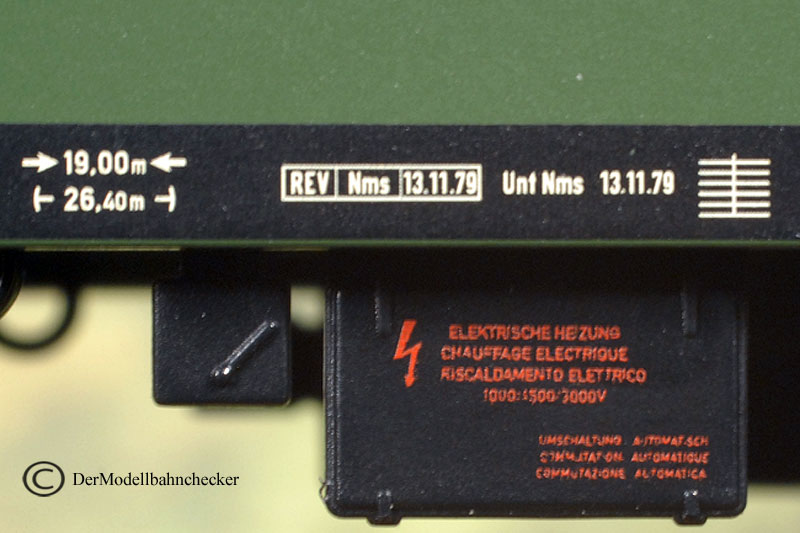 19,00m
26,40m
REV Nms 13.11.79 Unt Nms 13.11.79
ELEKTRISCHE HEIZUNG
CHAUFFAGE ELECTRIQUE
RISCALDAMENTO ELETTRICO
1000/1500/3000V
UMSCHALTUNG AUTOMATISCH
COMMUTATION AUTOMATIQUE
COMMUTAZIONE AUTOMATICA
© DerModellbahnchecker